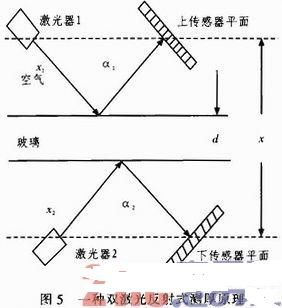 激光器1
上传感器平面
x₁
α₁
空气
玻璃
d
x
x₂
α₂
激光器2
下传感器平面
图5 一种双激光反射式测厚原理